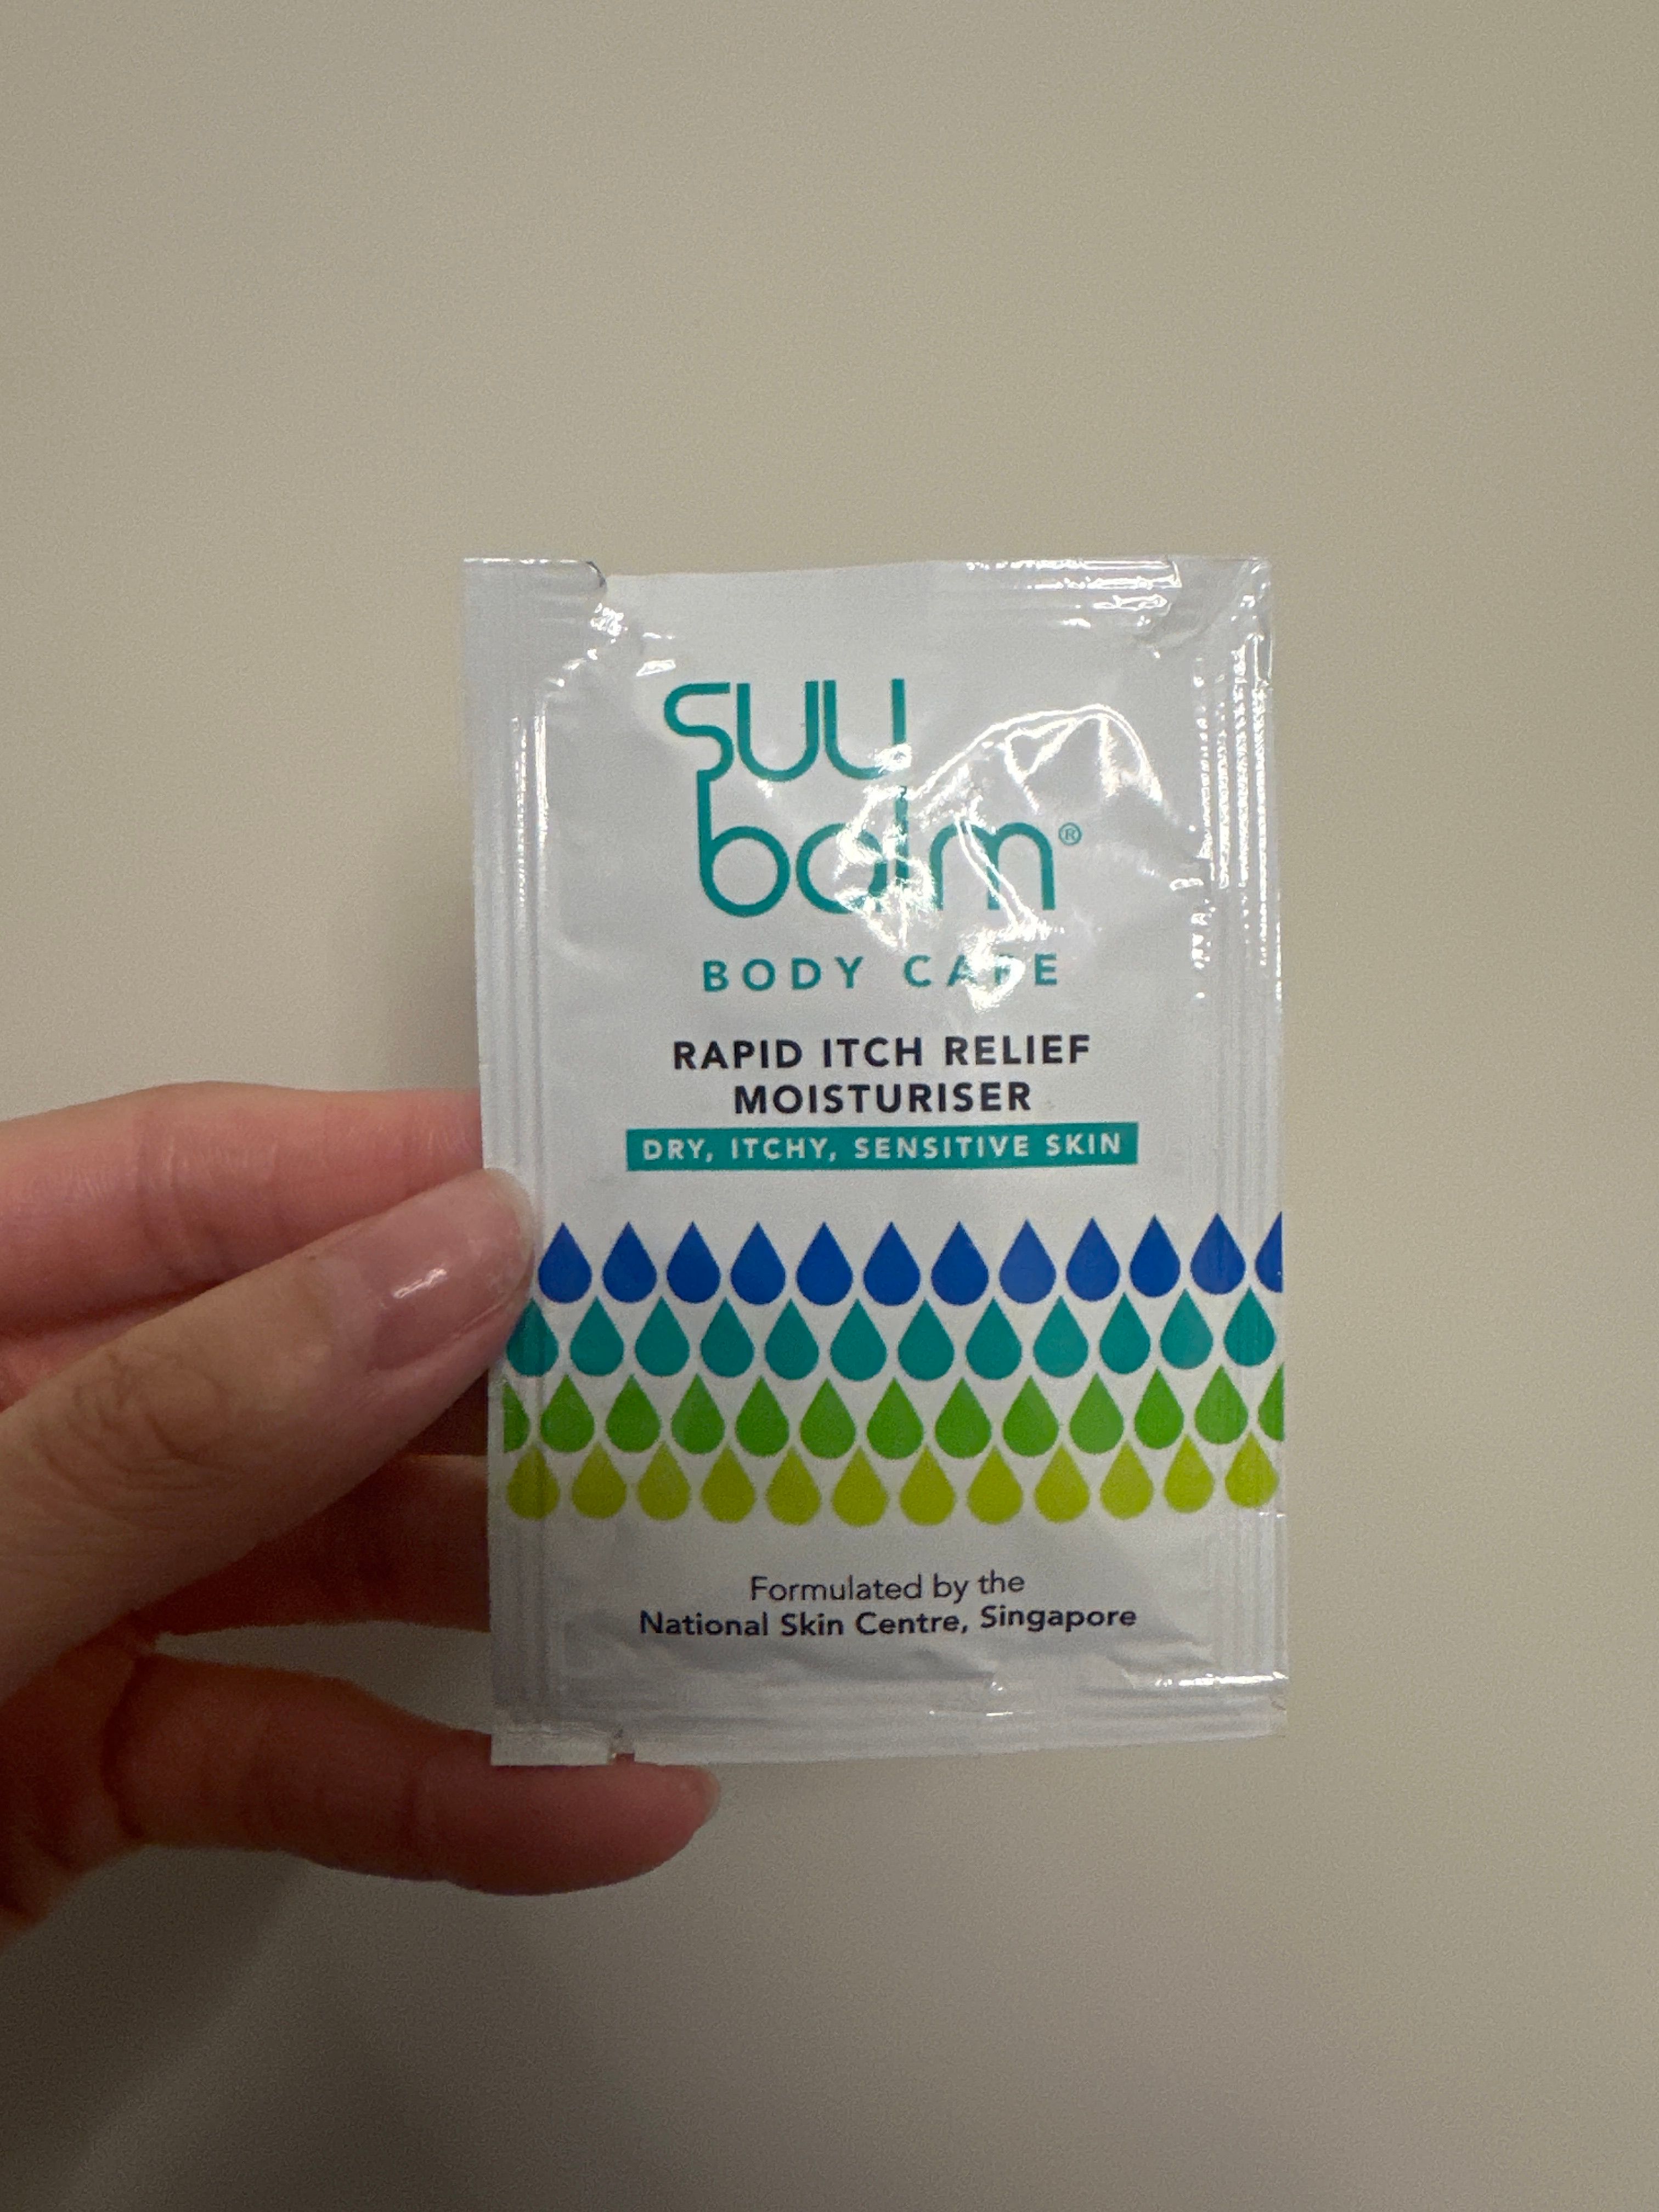 suu
balm®
BODY CARE
RAPID ITCH RELIEF
MOISTURISER
DRY, ITCHY, SENSITIVE SKIN
Formulated by the
National Skin Centre, Singapore